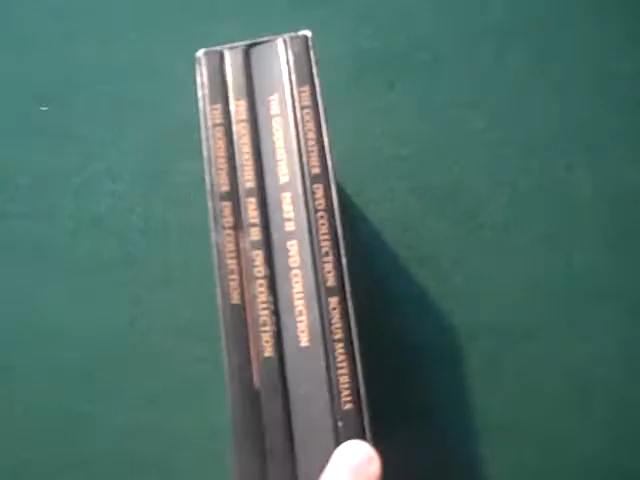 THE GODFATHER DVD COLLECTION
THE GODFATHER PART III DVD COLLECTION
THE GODFATHER PART II DVD COLLECTION
THE GODFATHER DVD COLLECTION BONUS MATERIALS